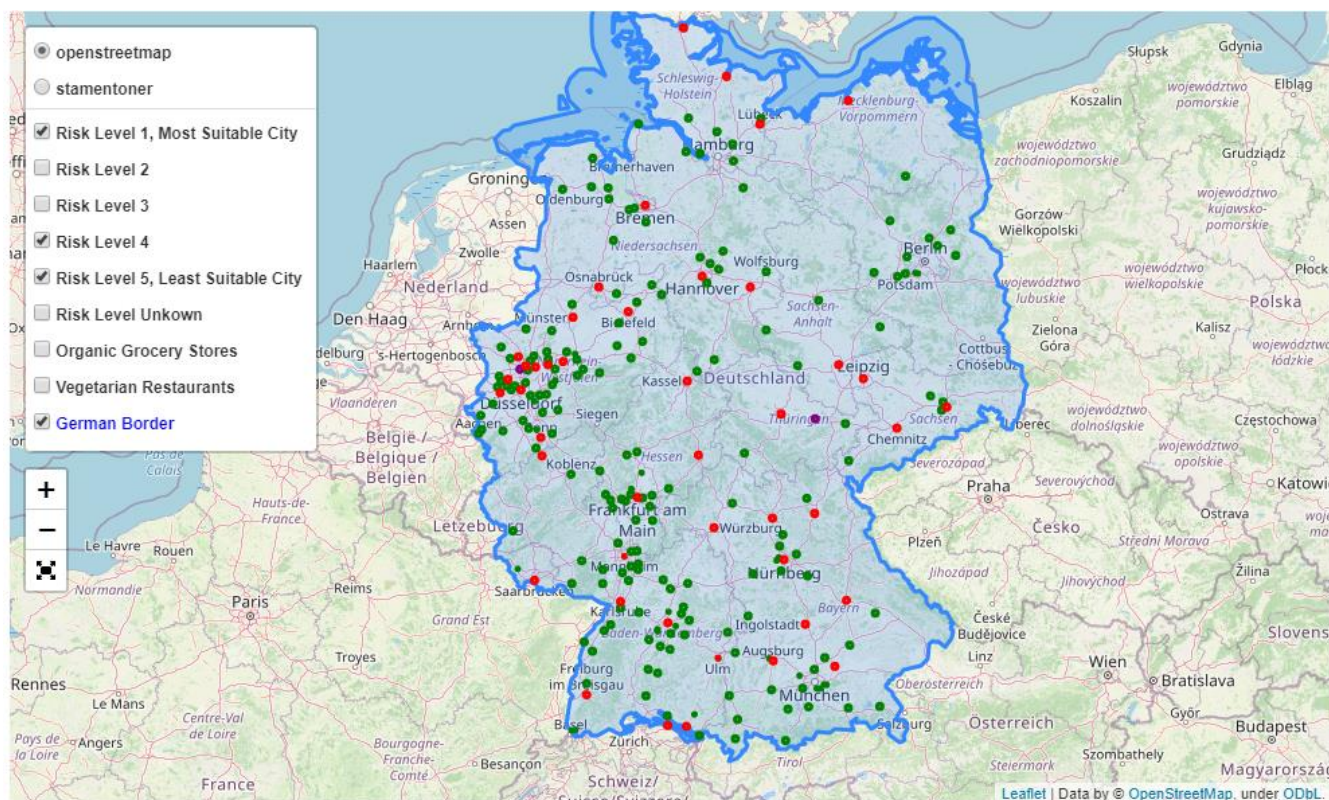 openstreetmap
stamentoner
Risk Level 1, Most Suitable City
Risk Level 2
Risk Level 3
Risk Level 4
Risk Level 5, Least Suitable City
Risk Level Unkown
Organic Grocery Stores
Vegetarian Restaurants
German Border
+
−
Słupsk
Gdynia
Elbląg
Koszalin
województwo
pomorskie
województwo
zachodniopomorskie
Grudziądz
województwo
kujawsko-
pomorskie
Gorzów
Wielkopolski
Poznań
województwo
lubuskie
województwo
wielkopolskie
Płock
Polska
Zielona
Góra
Kalisz
województwo
łódzkie
województwo
dolnośląskie
Częstochowa
województwo
opolskie
Katowice
Schleswig-
Holstein
Mecklenburg-
Vorpommern
Lübeck
Bremerhaven
Groningen
Oldenburg
Assen
Bremen
Niedersachsen
Zwolle
Haarlem
Nederland
Den Haag
Arnhem
's-Hertogenbosch
Osnabrück
Hannover
Wolfsburg
Berlin
Potsdam
Sachsen-
Anhalt
Münster
Bielefeld
Cottbus
- Chóśebuz
Düsseldorf
Kassel
Deutschland
Leipzig
Siegen
Thüringen
Sachsen
Chemnitz
Liberec
Vlaanderen
Aachen
België /
Belgique /
Belgien
Koblenz
Hessen
Severozápad
Severovýchod
Praha
Pas de
Calais
Hauts-de-
France
Letzebuerg
Frankfurt am
Main
Würzburg
Plzeň
Česko
Ostrava
Střední Morava
Le Havre
Rouen
Normandie
Reims
Paris
Saarbrücken
Mannheim
Nürnberg
Jihozápad
Jihovýchod
Žilina
Grand Est
Karlsruhe
Baden-Württemberg
Bayern
Ingolstadt
České
Budějovice
Slovensko
Troyes
Freiburg
im Breisgau
Ulm
Augsburg
München
Linz
Wien
Bratislava
Rennes
Le Mans
Oberösterreich
Basel
Zürich
Salzburg
Österreich
Győr
Budapest
Pays de
la Loire
Angers
Centre-Val
de Loire
Bourgogne-
Franche-
Comté
Besançon
Schweiz/
Tirol
Steiermark
Szombathely
Magyarország
France
Leaflet | Data by © OpenStreetMap, under ODbL.